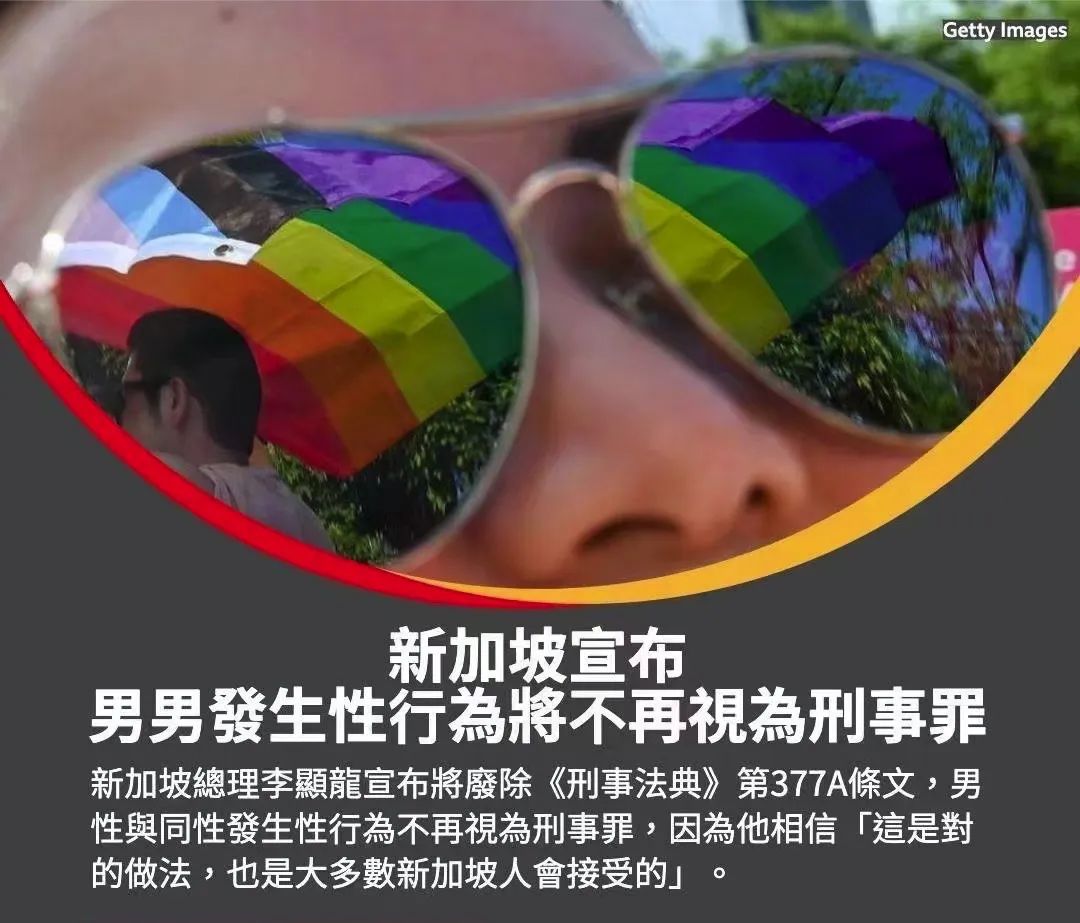 Getty Images
新加坡宣布
男男發生性行為將不再視為刑事罪
新加坡總理李顯龍宣布將廢除《刑事法典》第377A條文，男
性與同性發生性行為不再視為刑事罪，因為他相信「這是對
的做法，也是大多數新加坡人會接受的」。